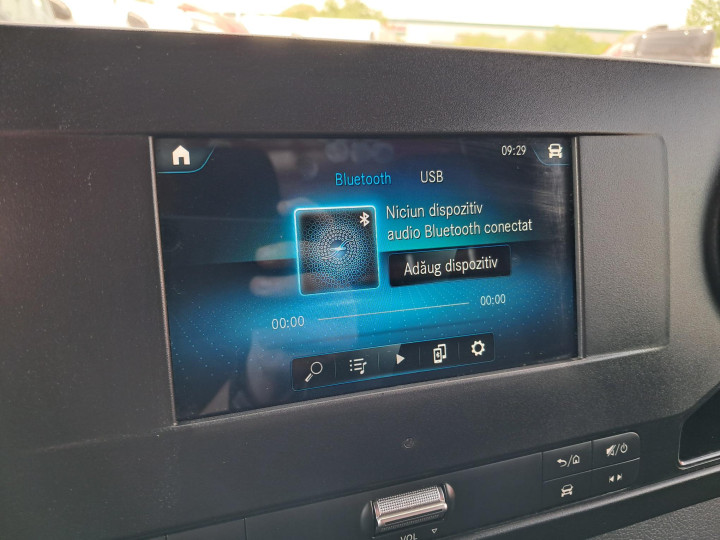 09:29
Bluetooth USB
Niciun dispozitiv
audio Bluetooth conectat
Adăug dispozitiv
00:00 00:00
VOL